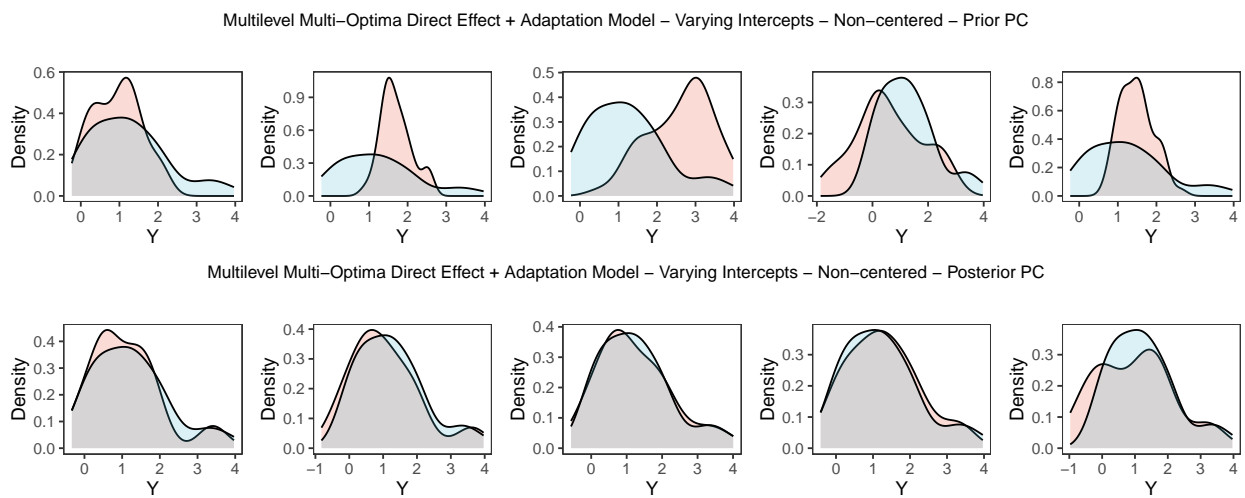 Multilevel Multi−Optima Direct Effect + Adaptation Model − Varying Intercepts − Non−centered − Prior PC
0.6
0.4
0.2
0.0
Density
0 1 2 3 4
Y
0.9
0.6
0.3
0.0
Density
0 1 2 3 4
Y
0.5
0.4
0.3
0.2
0.1
0.0
Density
0 1 2 3 4
Y
0.3
0.2
0.1
0.0
Density
−2 0 2 4
Y
0.8
0.6
0.4
0.2
0.0
Density
0 1 2 3 4
Y
Multilevel Multi−Optima Direct Effect + Adaptation Model − Varying Intercepts − Non−centered − Posterior PC
0.4
0.3
0.2
0.1
0.0
Density
0 1 2 3 4
Y
0.4
0.3
0.2
0.1
0.0
Density
−1 0 1 2 3 4
Y
0.4
0.3
0.2
0.1
0.0
Density
0 1 2 3 4
Y
0.3
0.2
0.1
0.0
Density
0 1 2 3 4
Y
0.3
0.2
0.1
0.0
Density
−1 0 1 2 3 4
Y